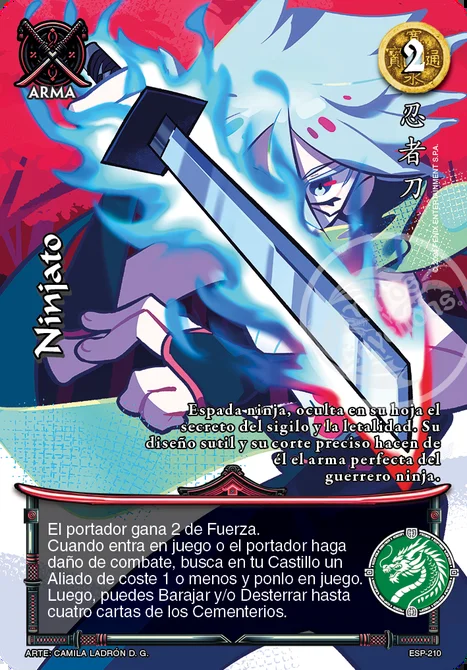 ARMA
2
忍者刀
Ninjato
Espada ninja, oculta en su hoja el
secreto del sigilo y la letalidad. Su
diseño sutil y su corte preciso hacen de
él el arma perfecta del
guerrero ninja.
El portador gana 2 de Fuerza.
Cuando entra en juego o el portador haga
daño de combate, busca en tu Castillo un
Aliado de coste 1 o menos y ponlo en juego.
Luego, puedes Barajar y/o Desterrar hasta
cuatro cartas de los Cementerios.
ARTE: CAMILA LADRÓN D. G.
ESP-210